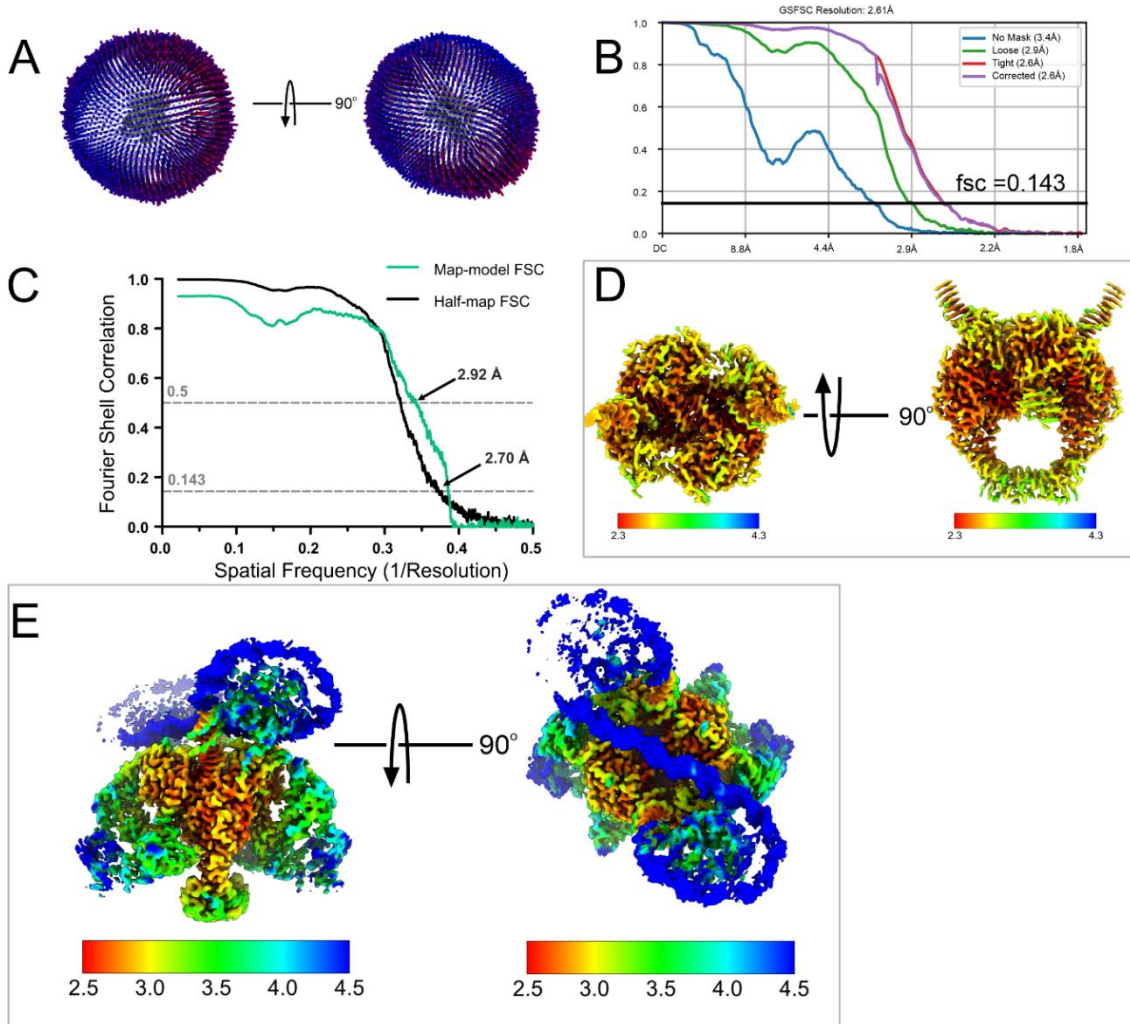 A
90°
B
GSFSC Resolution: 2.61Å
No Mask (3.4Å)
Loose (2.9Å)
Tight (2.6Å)
Corrected (2.6Å)
1.0
0.8
0.6
0.4
0.2
0.0
fsc =0.143
DC
8.8Å
4.4Å
2.9Å
2.2Å
1.8Å
C
Map-model FSC
Half-map FSC
Fourier Shell Correlation
1.0
0.8
0.6
0.4
0.2
0.0
0.5
0.143
2.92 Å
2.70 Å
0.0
0.1
0.2
0.3
0.4
0.5
Spatial Frequency (1/Resolution)
D
90°
2.3
4.3
2.3
4.3
E
90°
2.5
3.0
3.5
4.0
4.5
2.5
3.0
3.5
4.0
4.5